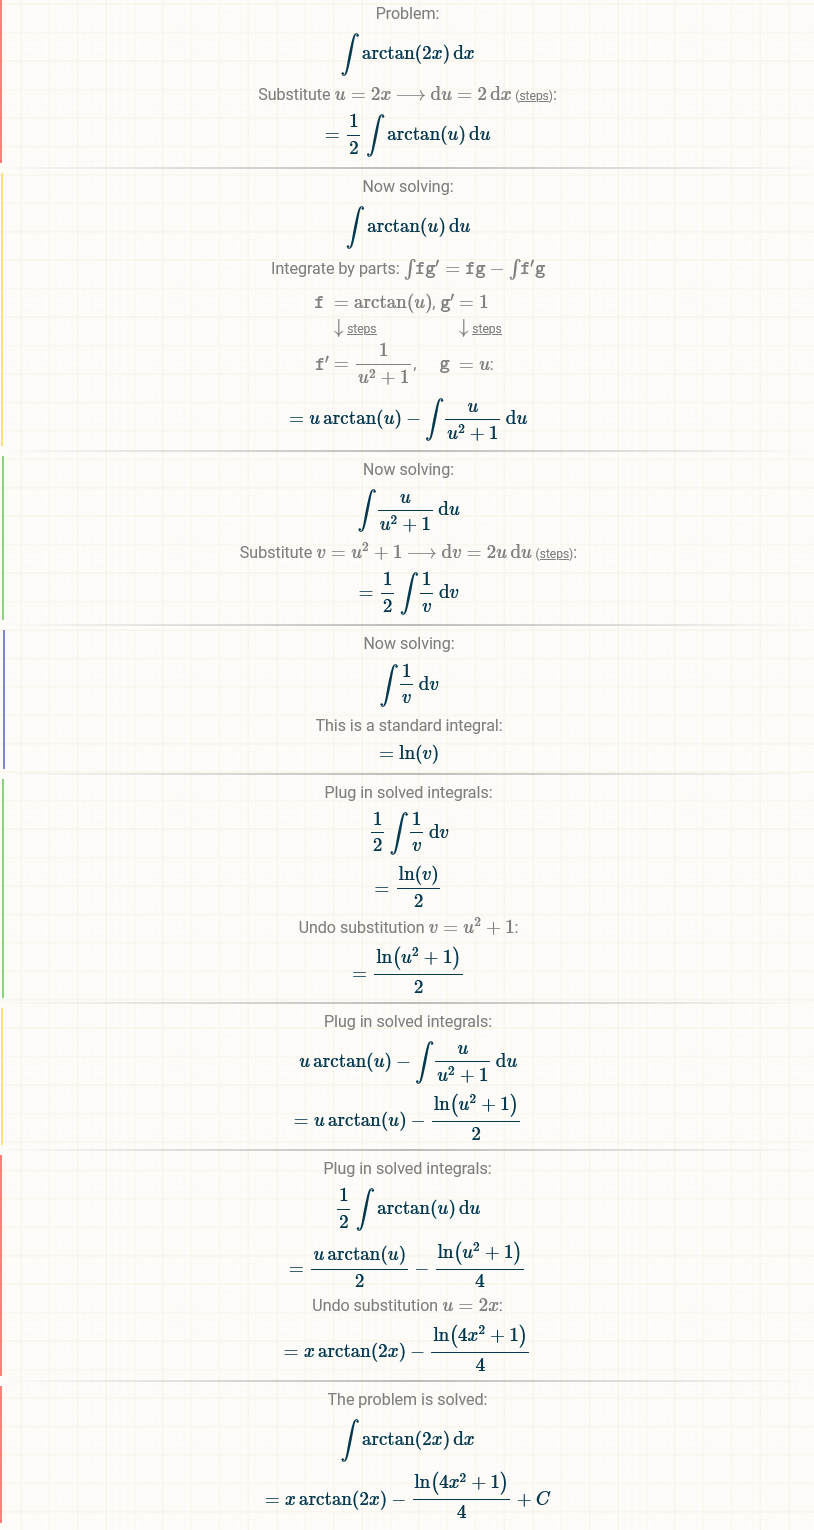 Problem:
∫ arctan(2x) dx
Substitute u = 2x ⟶ du = 2 dx (steps):
= 1/2 ∫ arctan(u) du
Now solving:
∫ arctan(u) du
Integrate by parts: ∫fg′ = fg − ∫f′g
f = arctan(u), g′ = 1
↓ steps ↓ steps
f′ = 1/(u² + 1), g = u:
= u arctan(u) − ∫ u/(u² + 1) du
Now solving:
∫ u/(u² + 1) du
Substitute v = u² + 1 ⟶ dv = 2u du (steps):
= 1/2 ∫ 1/v dv
Now solving:
∫ 1/v dv
This is a standard integral:
= ln(v)
Plug in solved integrals:
1/2 ∫ 1/v dv
= ln(v)/2
Undo substitution v = u² + 1:
= ln(u² + 1)/2
Plug in solved integrals:
u arctan(u) − ∫ u/(u² + 1) du
= u arctan(u) − ln(u² + 1)/2
Plug in solved integrals:
1/2 ∫ arctan(u) du
= u arctan(u)/2 − ln(u² + 1)/4
Undo substitution u = 2x:
= x arctan(2x) − ln(4x² + 1)/4
The problem is solved:
∫ arctan(2x) dx
= x arctan(2x) − ln(4x² + 1)/4 + C